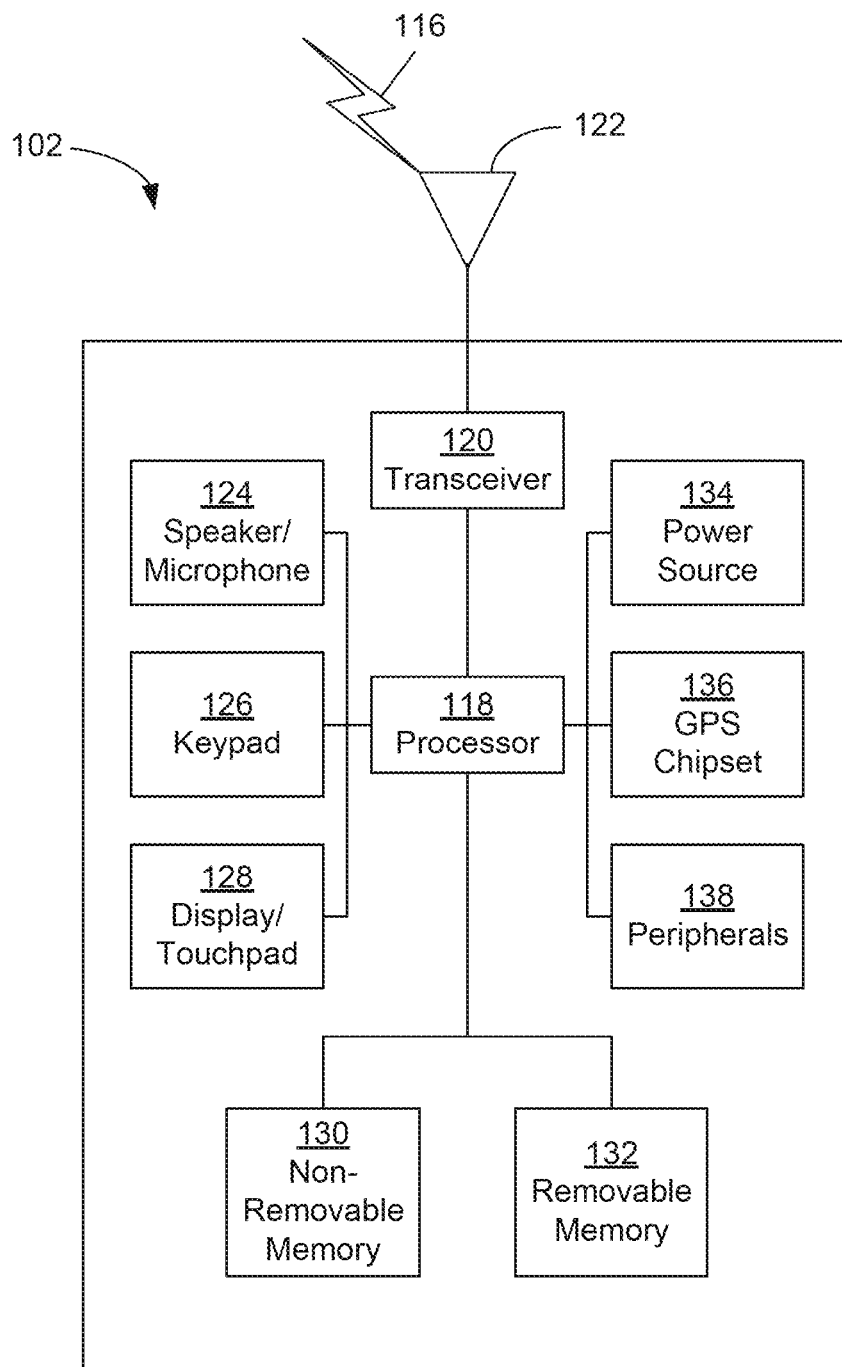 116
122
102
120
Transceiver
124
Speaker/
Microphone
134
Power
Source
126
Keypad
118
Processor
136
GPS
Chipset
128
Display/
Touchpad
138
Peripherals
130
Non-
Removable
Memory
132
Removable
Memory